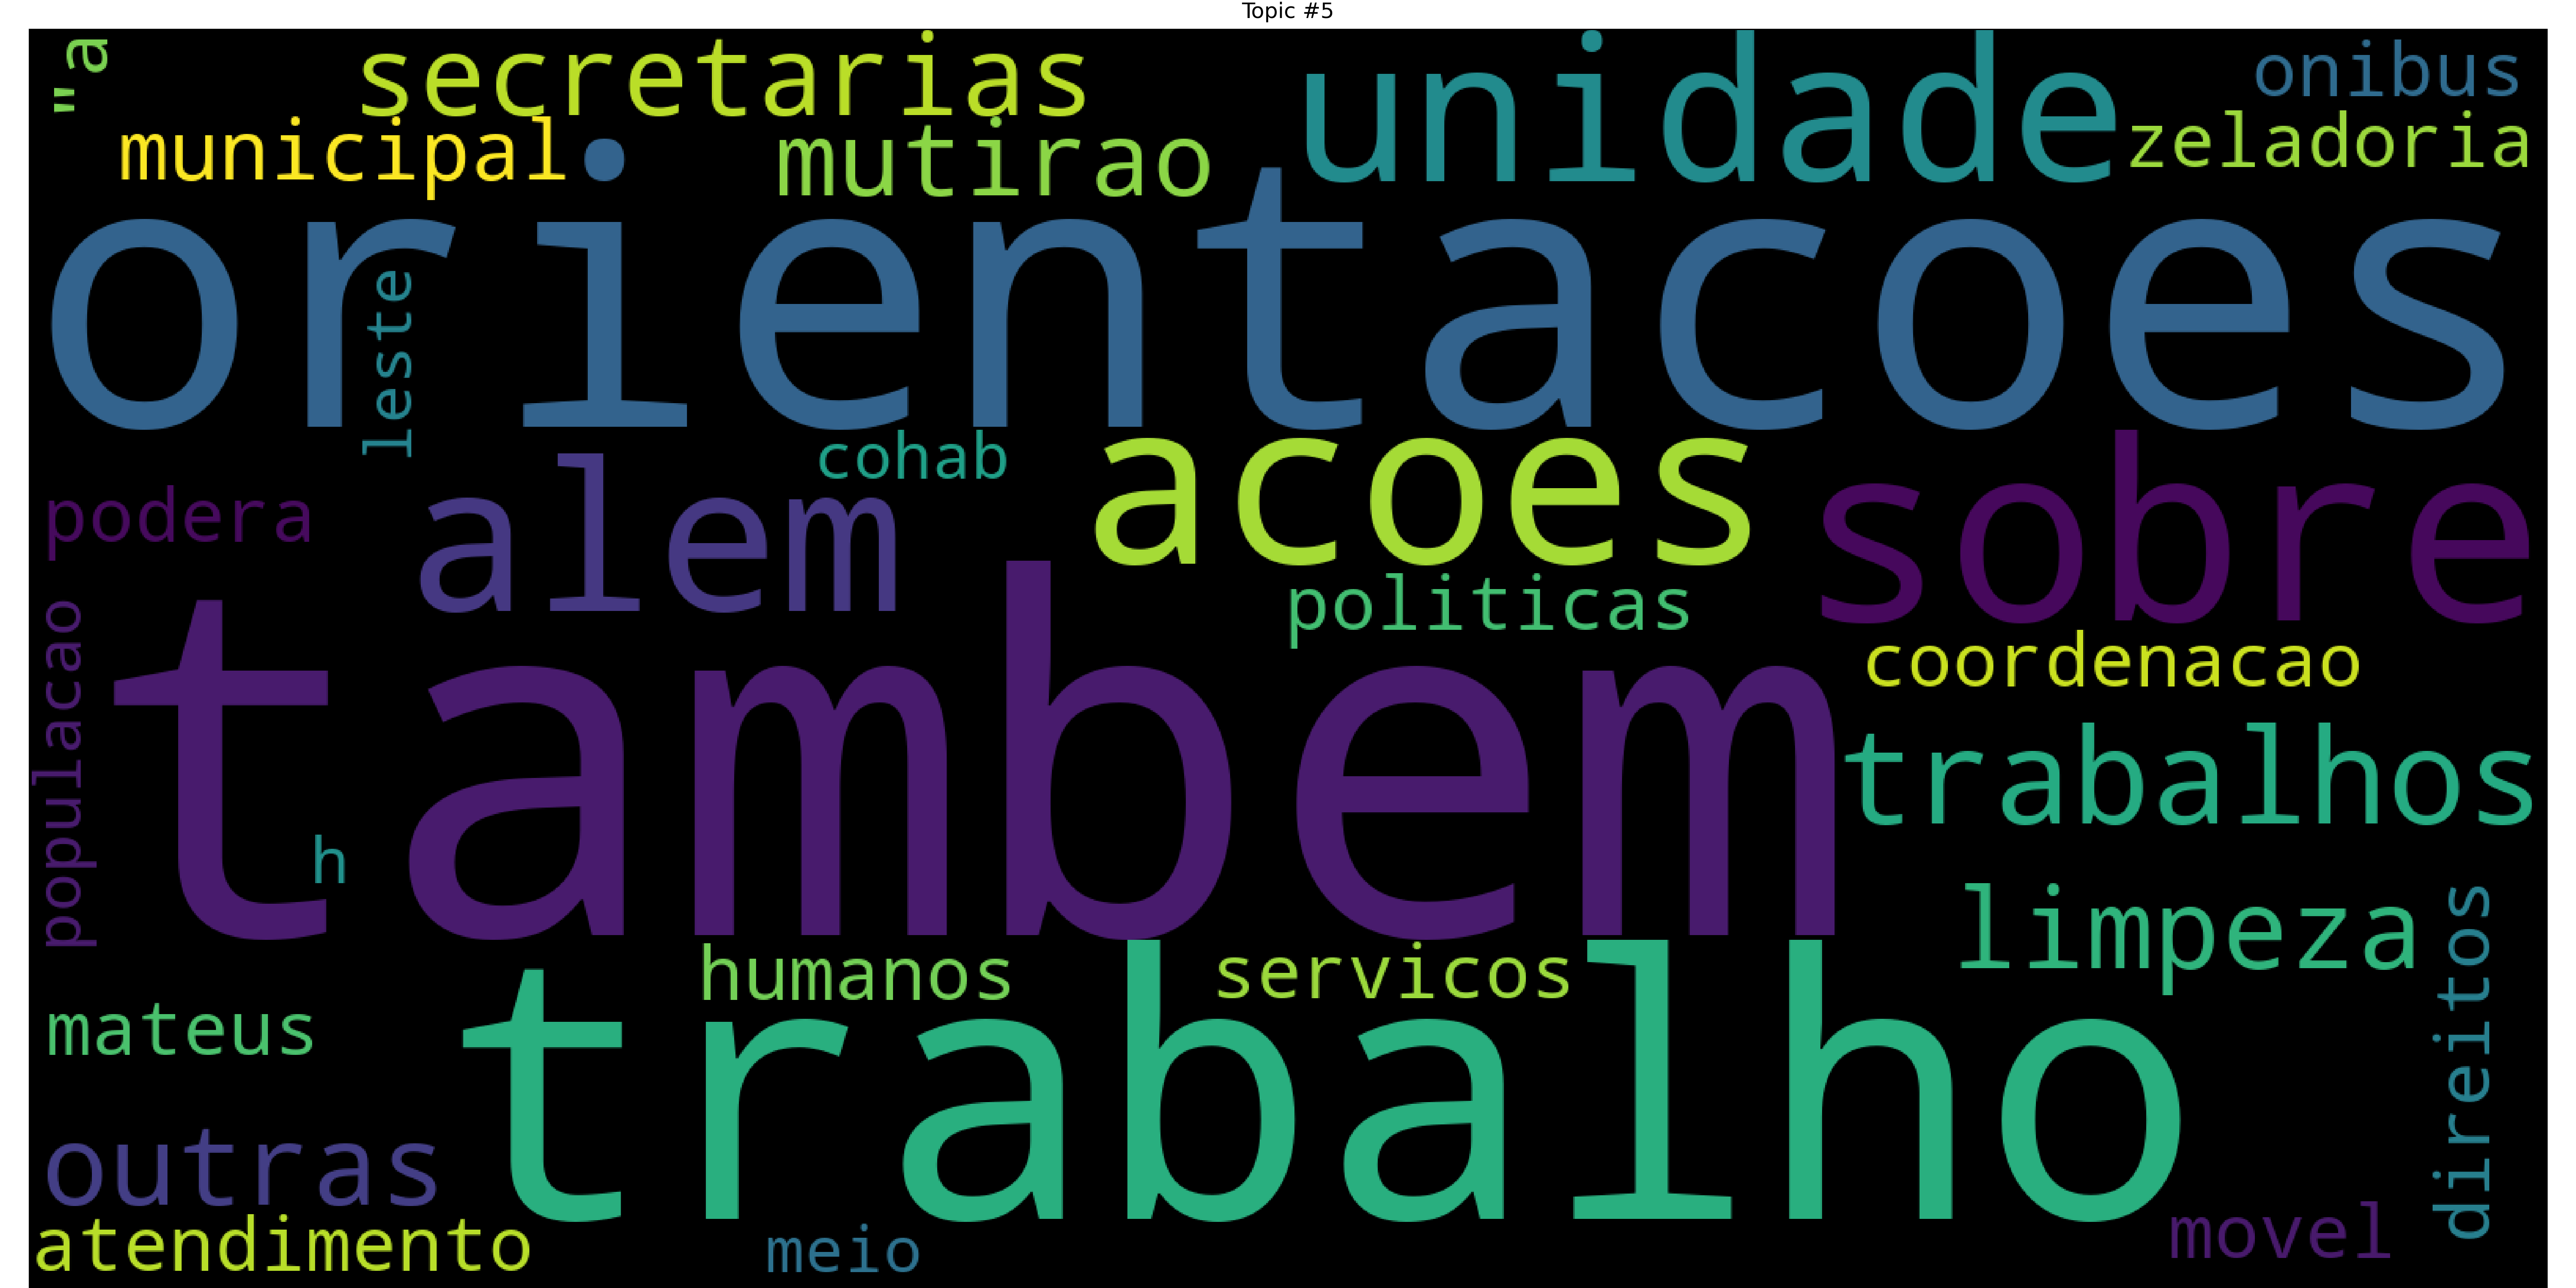 Topic #5
"a
secretarias
unidade
onibus
municipal
mutirao
zeladoria
orientacoes
leste
cohab
acoes
sobre
podera
alem
politicas
populacao
tambem
coordenacao
trabalhos
h
limpeza
direitos
humanos
servicos
mateus
trabalho
outras
atendimento
meio
movel